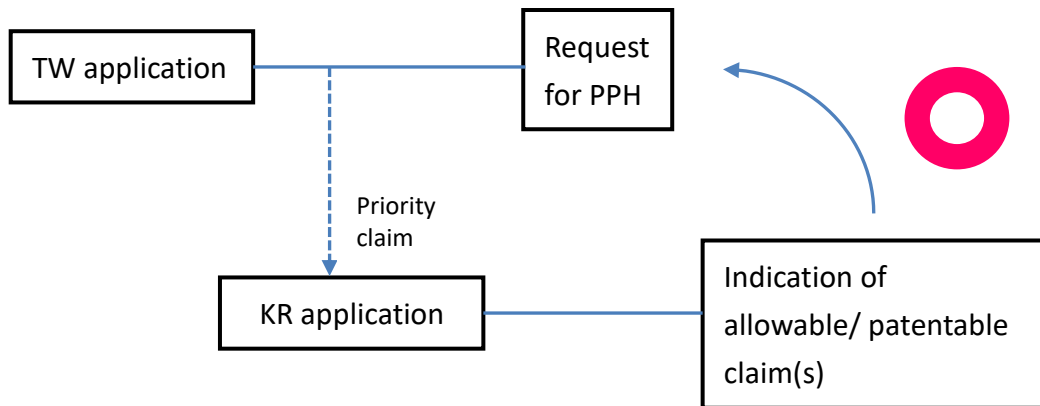 TW application
Request
for PPH
Priority
claim
KR application
Indication of
allowable/ patentable
claim(s)